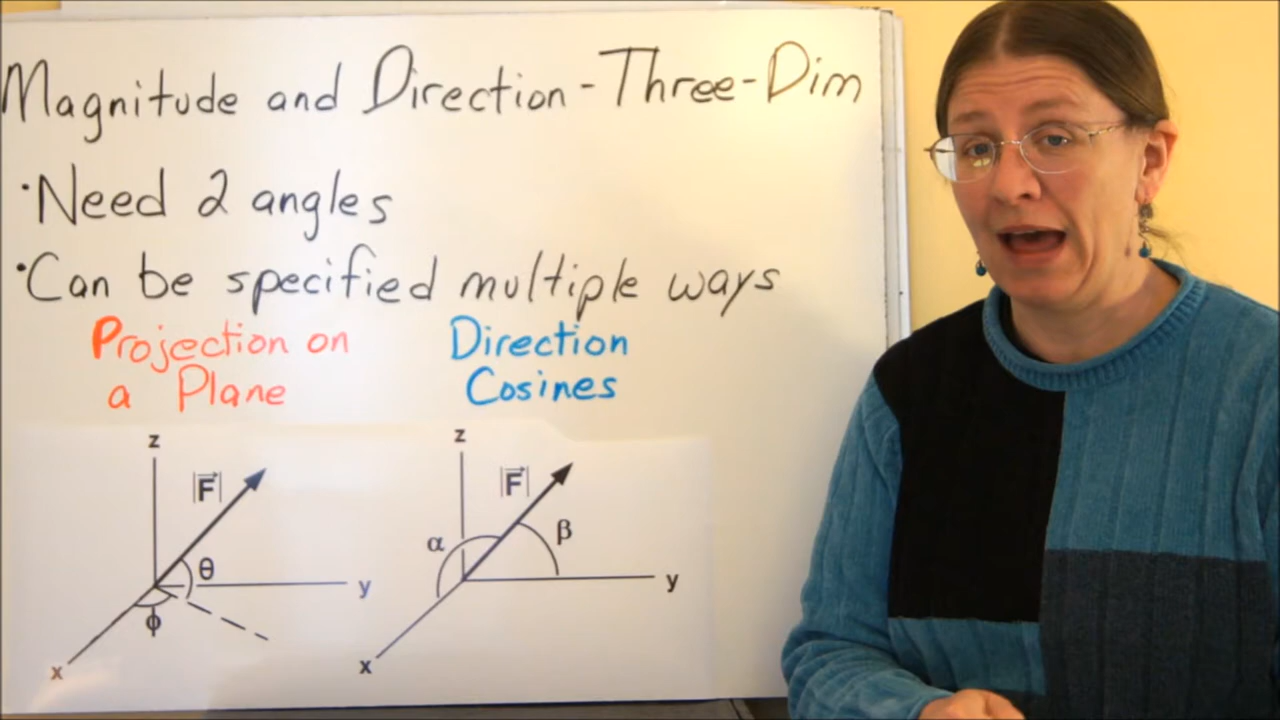 Magnitude and Direction - Three-Dim
·Need 2 angles
·Can be specified multiple ways
Projection on
a Plane
Direction
Cosines
z
|F⃗|
θ
y
ϕ
x
z
|F⃗|
α
β
y
x